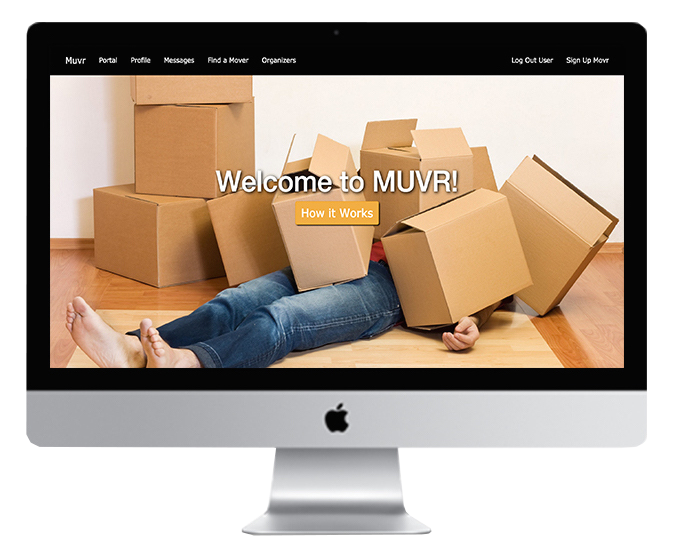 Muvr Portal Profile Messages Find a Mover Organizers Log Out User Sign Up Movr
Welcome to MUVR!
How it Works